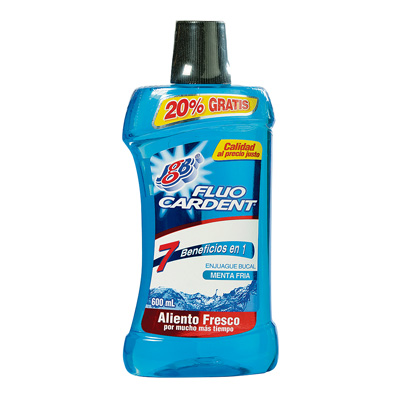 20% GRATIS
Calidad
al precio justo
JGB
FLUO
CARDENT
7 Beneficios en 1
ENJUAGUE BUCAL
MENTA FRIA
600 mL
Aliento Fresco
por mucho más tiempo